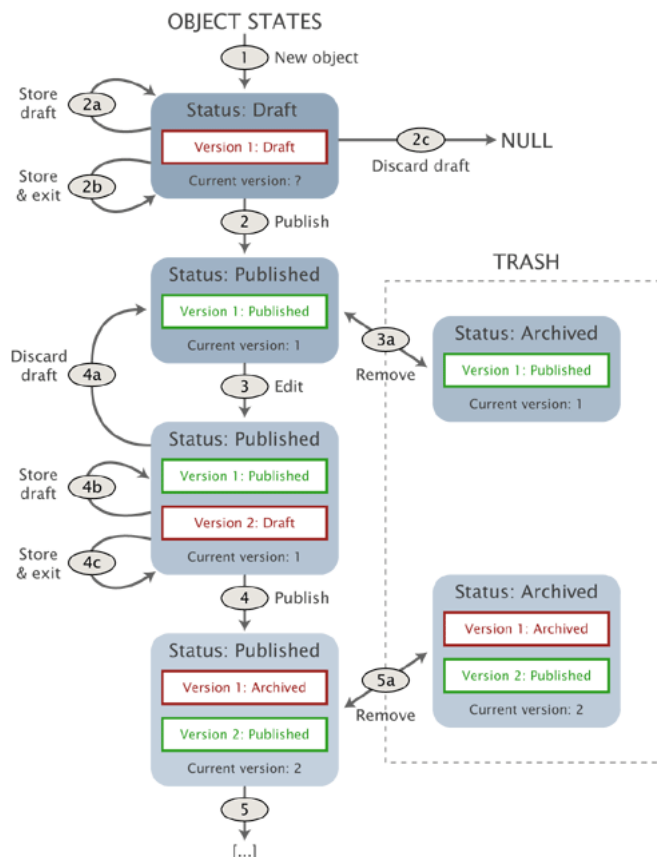 OBJECT STATES
1
New object
Store
draft
2a
Status: Draft
Version 1: Draft
Current version: ?
2c
Discard draft
NULL
Store
& exit
2b
2
Publish
Status: Published
Version 1: Published
Current version: 1
TRASH
3a
Remove
Status: Archived
Version 1: Published
Current version: 1
Discard
draft
4a
3
Edit
Status: Published
Version 1: Published
Version 2: Draft
Current version: 1
Store
draft
4b
Store
& exit
4c
4
Publish
Status: Published
Version 1: Archived
Version 2: Published
Current version: 2
5a
Remove
Status: Archived
Version 1: Archived
Version 2: Published
Current version: 2
5
[...]